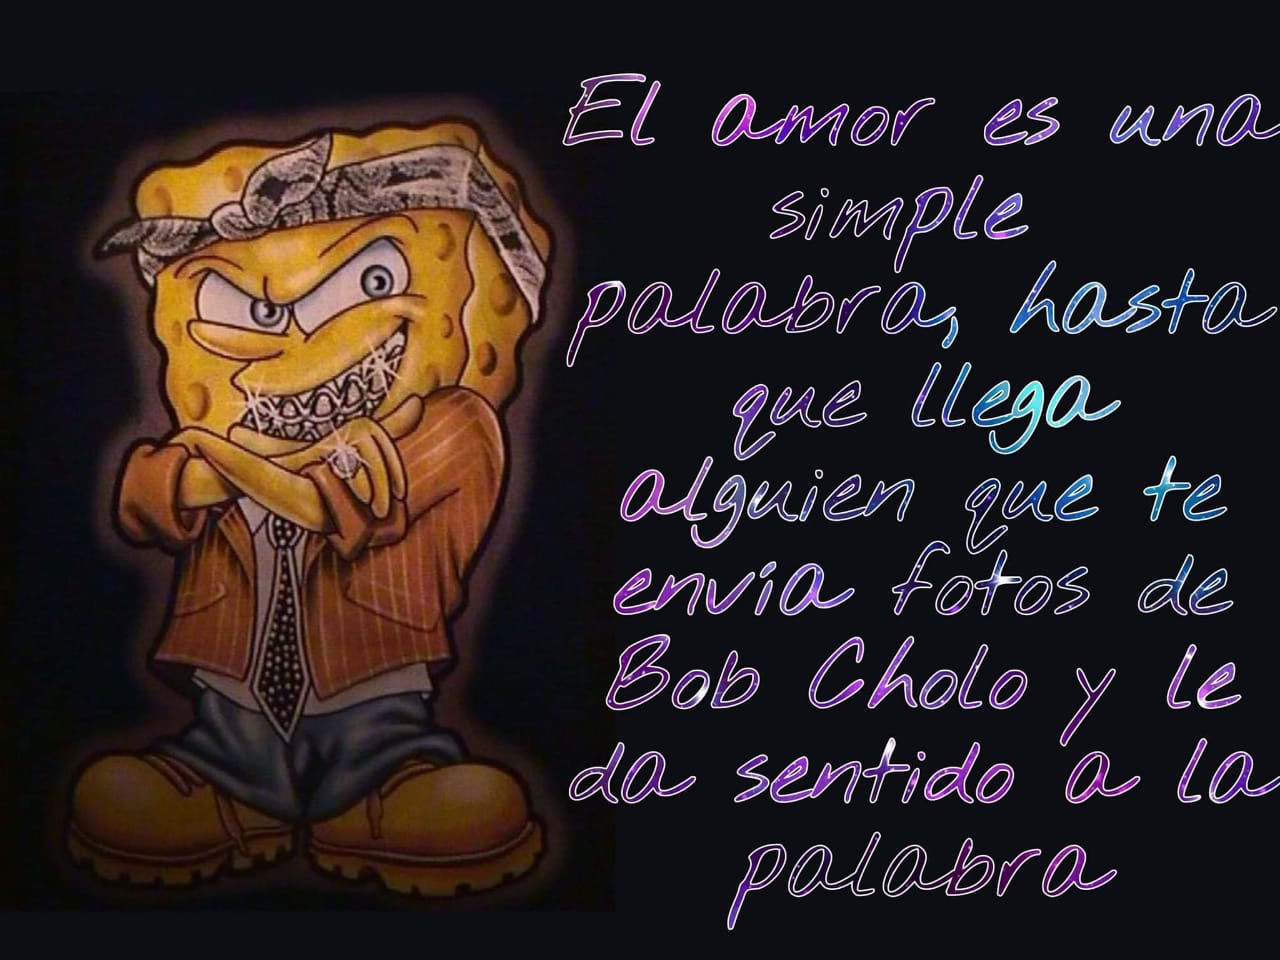 El amor es una
simple
palabra, hasta
que llega
alguien que te
envía fotos de
Bob Cholo y le
da sentido a la
palabra